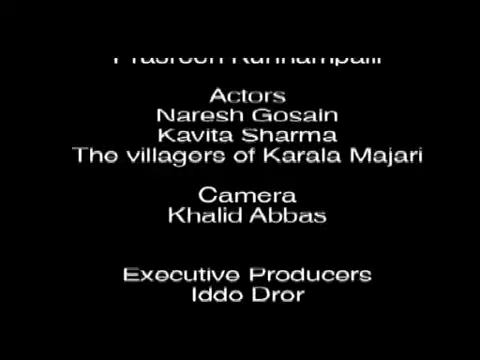 Actors
Naresh Gosain
Kavita Sharma
The villagers of Karala Majari
Camera
Khalid Abbas
Executive Producers
Iddo Dror